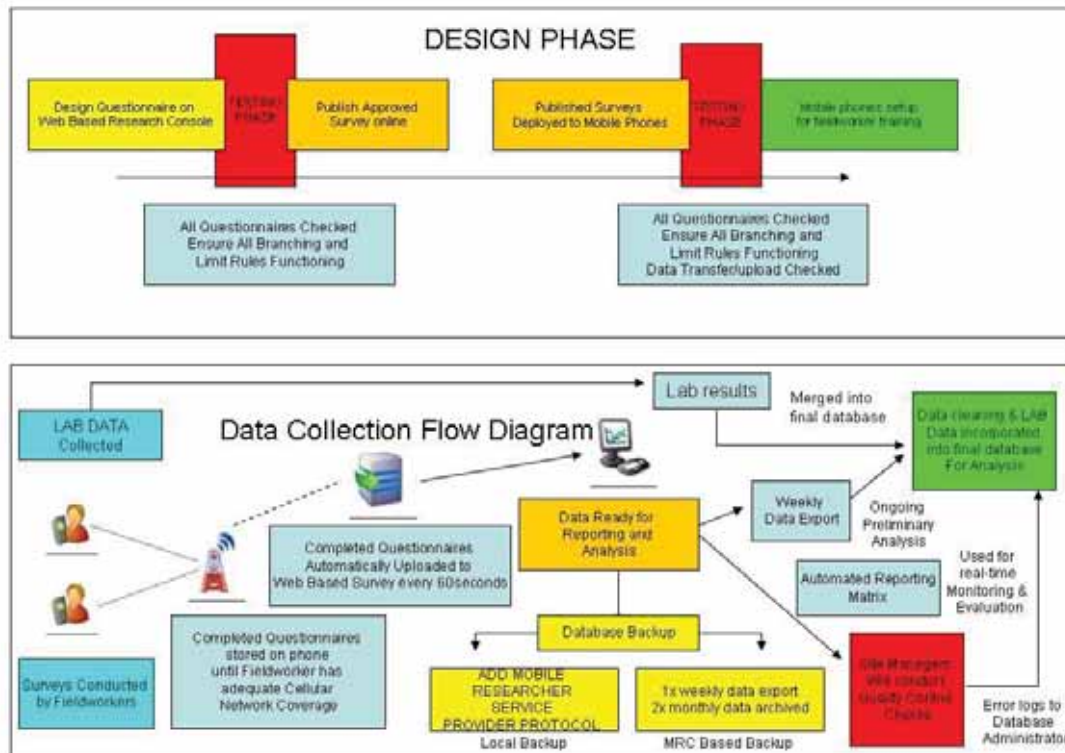 DESIGN PHASE
Design Questionnaire on
Web Based Research Console
TESTING
PHASE
Publish Approved
Survey online
Published Surveys
Deployed to Mobile Phones
TESTING
PHASE
Mobile phones setup
for fieldworker training
All Questionnaires Checked
Ensure All Branching and
Limit Rules Functioning
All Questionnaires Checked
Ensure All Branching and
Limit Rules Functioning
Data Transfer/upload Checked
LAB DATA
Collected
Data Collection Flow Diagram
Lab results
Merged into
final database
Data cleaning & LAB
Data incorporated
into final database
For Analysis
Completed Questionnaires
Automatically Uploaded to
Web Based Survey every 60seconds
Data Ready for
Reporting and
Analysis
Weekly
Data Export
Ongoing
Preliminary
Analysis
Automated Reporting
Matrix
Used for
real-time
Monitoring &
Evaluation
Completed Questionnaires
stored on phone
until Fieldworker has
adequate Cellular
Network Coverage
Surveys Conducted
by Fieldworkers
Database Backup
ADD MOBILE
RESEARCHER
SERVICE
PROVIDER PROTOCOL
Local Backup
1x weekly data export
2x monthly data archived
MRC Based Backup
Site Managers
Will conduct
Quality Control
Checks
Error logs to
Database
Administrator